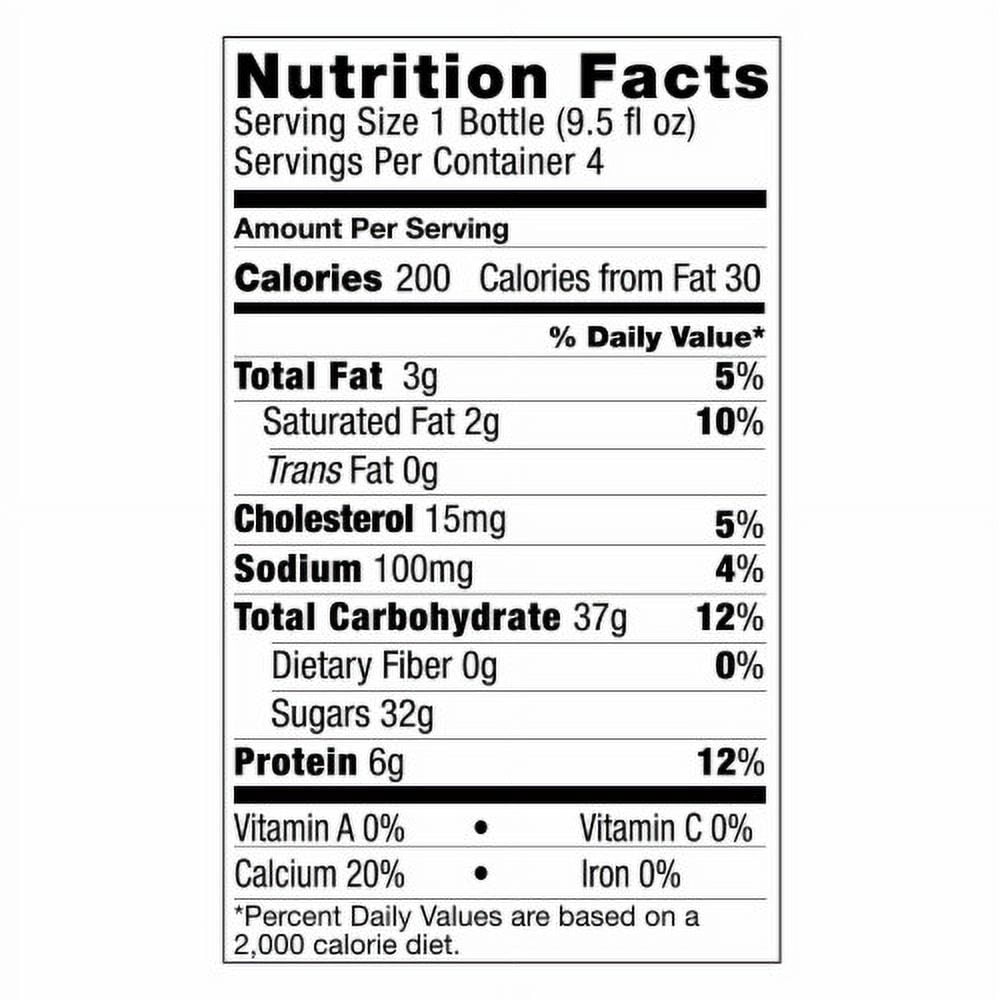 Nutrition Facts
Serving Size 1 Bottle (9.5 fl oz)
Servings Per Container 4
Amount Per Serving
Calories 200 Calories from Fat 30
% Daily Value*
Total Fat 3g 5%
Saturated Fat 2g 10%
Trans Fat 0g
Cholesterol 15mg 5%
Sodium 100mg 4%
Total Carbohydrate 37g 12%
Dietary Fiber 0g 0%
Sugars 32g
Protein 6g 12%
Vitamin A 0% • Vitamin C 0%
Calcium 20% • Iron 0%
*Percent Daily Values are based on a
2,000 calorie diet.